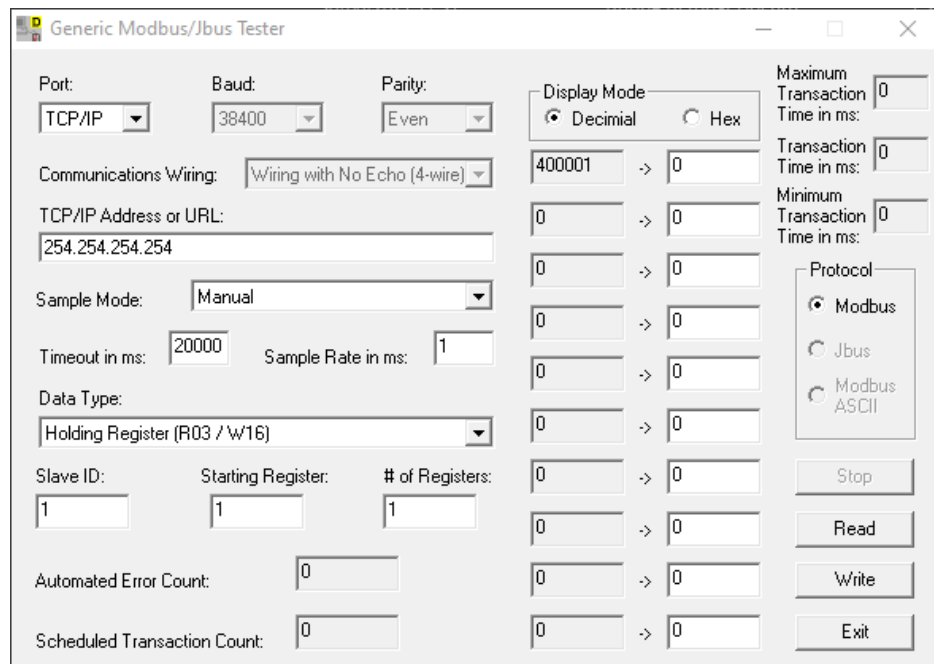 Generic Modbus/Jbus Tester
Port: Baud: Parity:
TCP/IP 38400 Even
Communications Wiring: Wiring with No Echo (4-wire)
TCP/IP Address or URL:
254.254.254.254
Sample Mode: Manual
Timeout in ms: 20000 Sample Rate in ms: 1
Data Type:
Holding Register (R03 / W16)
Slave ID: Starting Register: # of Registers:
1 1 1
Automated Error Count: 0
Scheduled Transaction Count: 0
Display Mode
Decimial Hex
400001 -> 0
0 -> 0
0 -> 0
0 -> 0
0 -> 0
0 -> 0
0 -> 0
0 -> 0
0 -> 0
0 -> 0
Maximum
Transaction 0
Time in ms:
Transaction 0
Time in ms:
Minimum
Transaction 0
Time in ms:
Protocol
Modbus
Jbus
Modbus
ASCII
Stop
Read
Write
Exit